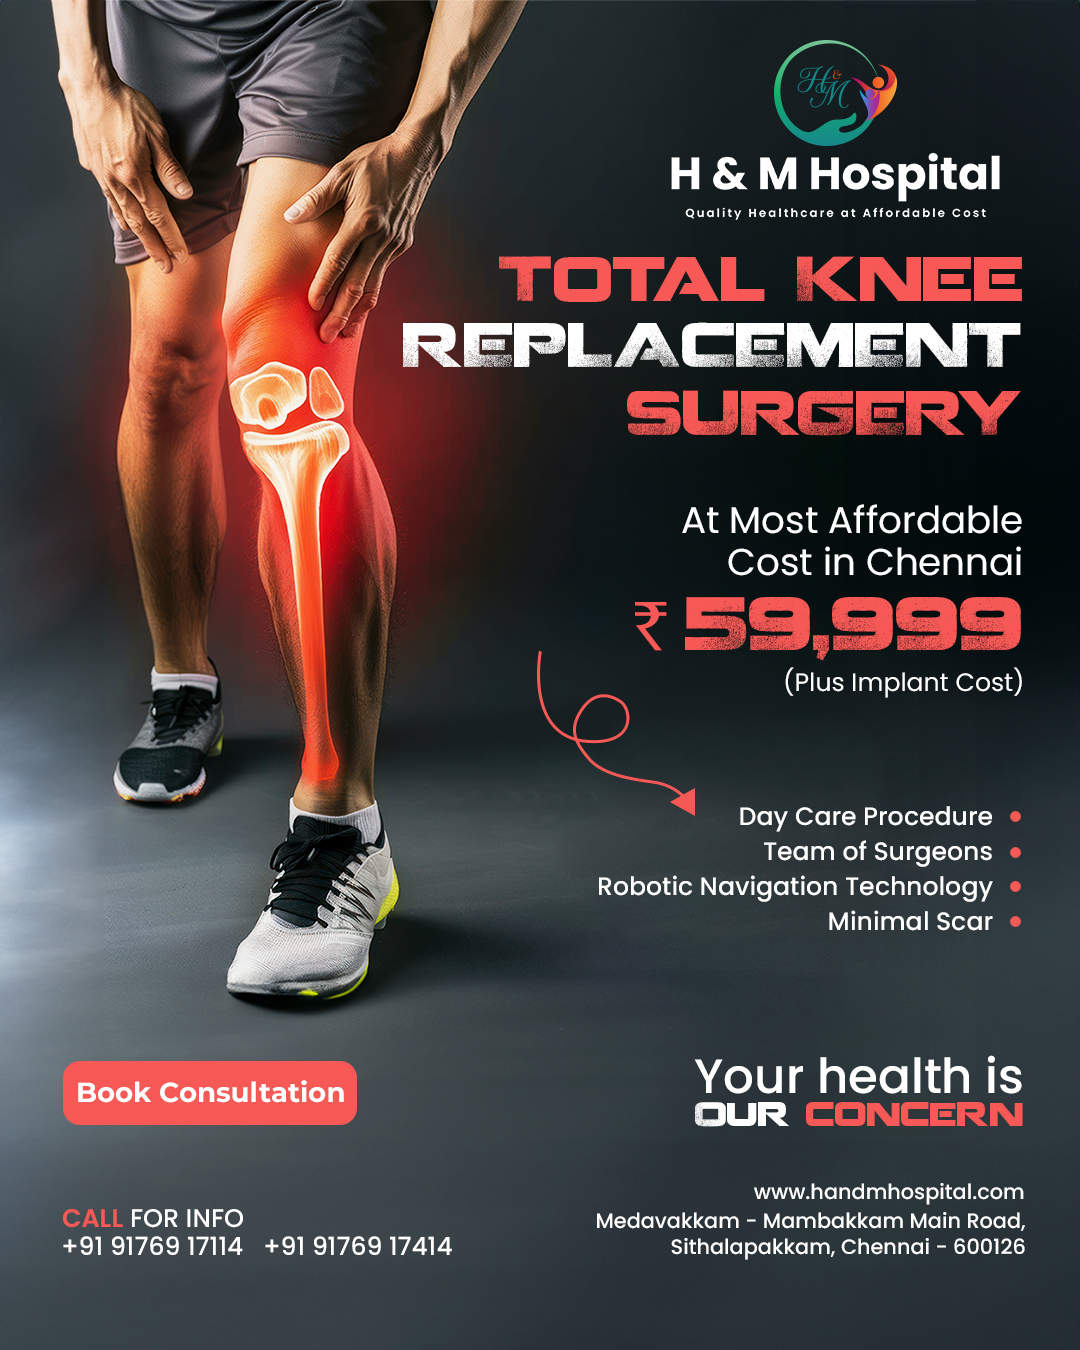 H & M
H & M Hospital
Quality Healthcare at Affordable Cost
TOTAL KNEE
REPLACEMENT
SURGERY
At Most Affordable
Cost in Chennai
₹ 59,999
(Plus Implant Cost)
Day Care Procedure •
Team of Surgeons •
Robotic Navigation Technology •
Minimal Scar •
Book Consultation
Your health is
OUR CONCERN
CALL FOR INFO
+91 91769 17114 +91 91769 17414
www.handmhospital.com
Medavakkam - Mambakkam Main Road,
Sithalapakkam, Chennai - 600126